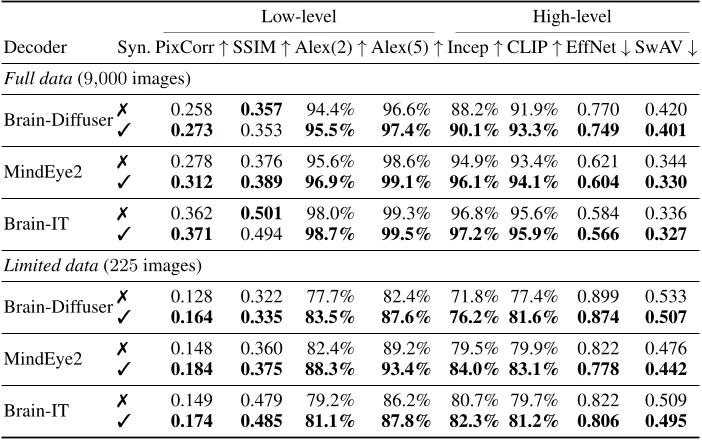 Low-level High-level
Decoder Syn. PixCorr ↑ SSIM ↑ Alex(2) ↑ Alex(5) ↑ Incep ↑ CLIP ↑ EffNet ↓ SwAV ↓
Full data (9,000 images)
✗ 0.258 0.357 94.4% 96.6% 88.2% 91.9% 0.770 0.420
Brain-Diffuser
✓ 0.273 0.353 95.5% 97.4% 90.1% 93.3% 0.749 0.401
✗ 0.278 0.376 95.6% 98.6% 94.9% 93.4% 0.621 0.344
MindEye2
✓ 0.312 0.389 96.9% 99.1% 96.1% 94.1% 0.604 0.330
✗ 0.362 0.501 98.0% 99.3% 96.8% 95.6% 0.584 0.336
Brain-IT
✓ 0.371 0.494 98.7% 99.5% 97.2% 95.9% 0.566 0.327
Limited data (225 images)
✗ 0.128 0.322 77.7% 82.4% 71.8% 77.4% 0.899 0.533
Brain-Diffuser
✓ 0.164 0.335 83.5% 87.6% 76.2% 81.6% 0.874 0.507
✗ 0.148 0.360 82.4% 89.2% 79.5% 79.9% 0.822 0.476
MindEye2
✓ 0.184 0.375 88.3% 93.4% 84.0% 83.1% 0.778 0.442
✗ 0.149 0.479 79.2% 86.2% 80.7% 79.7% 0.822 0.509
Brain-IT
✓ 0.174 0.485 81.1% 87.8% 82.3% 81.2% 0.806 0.495